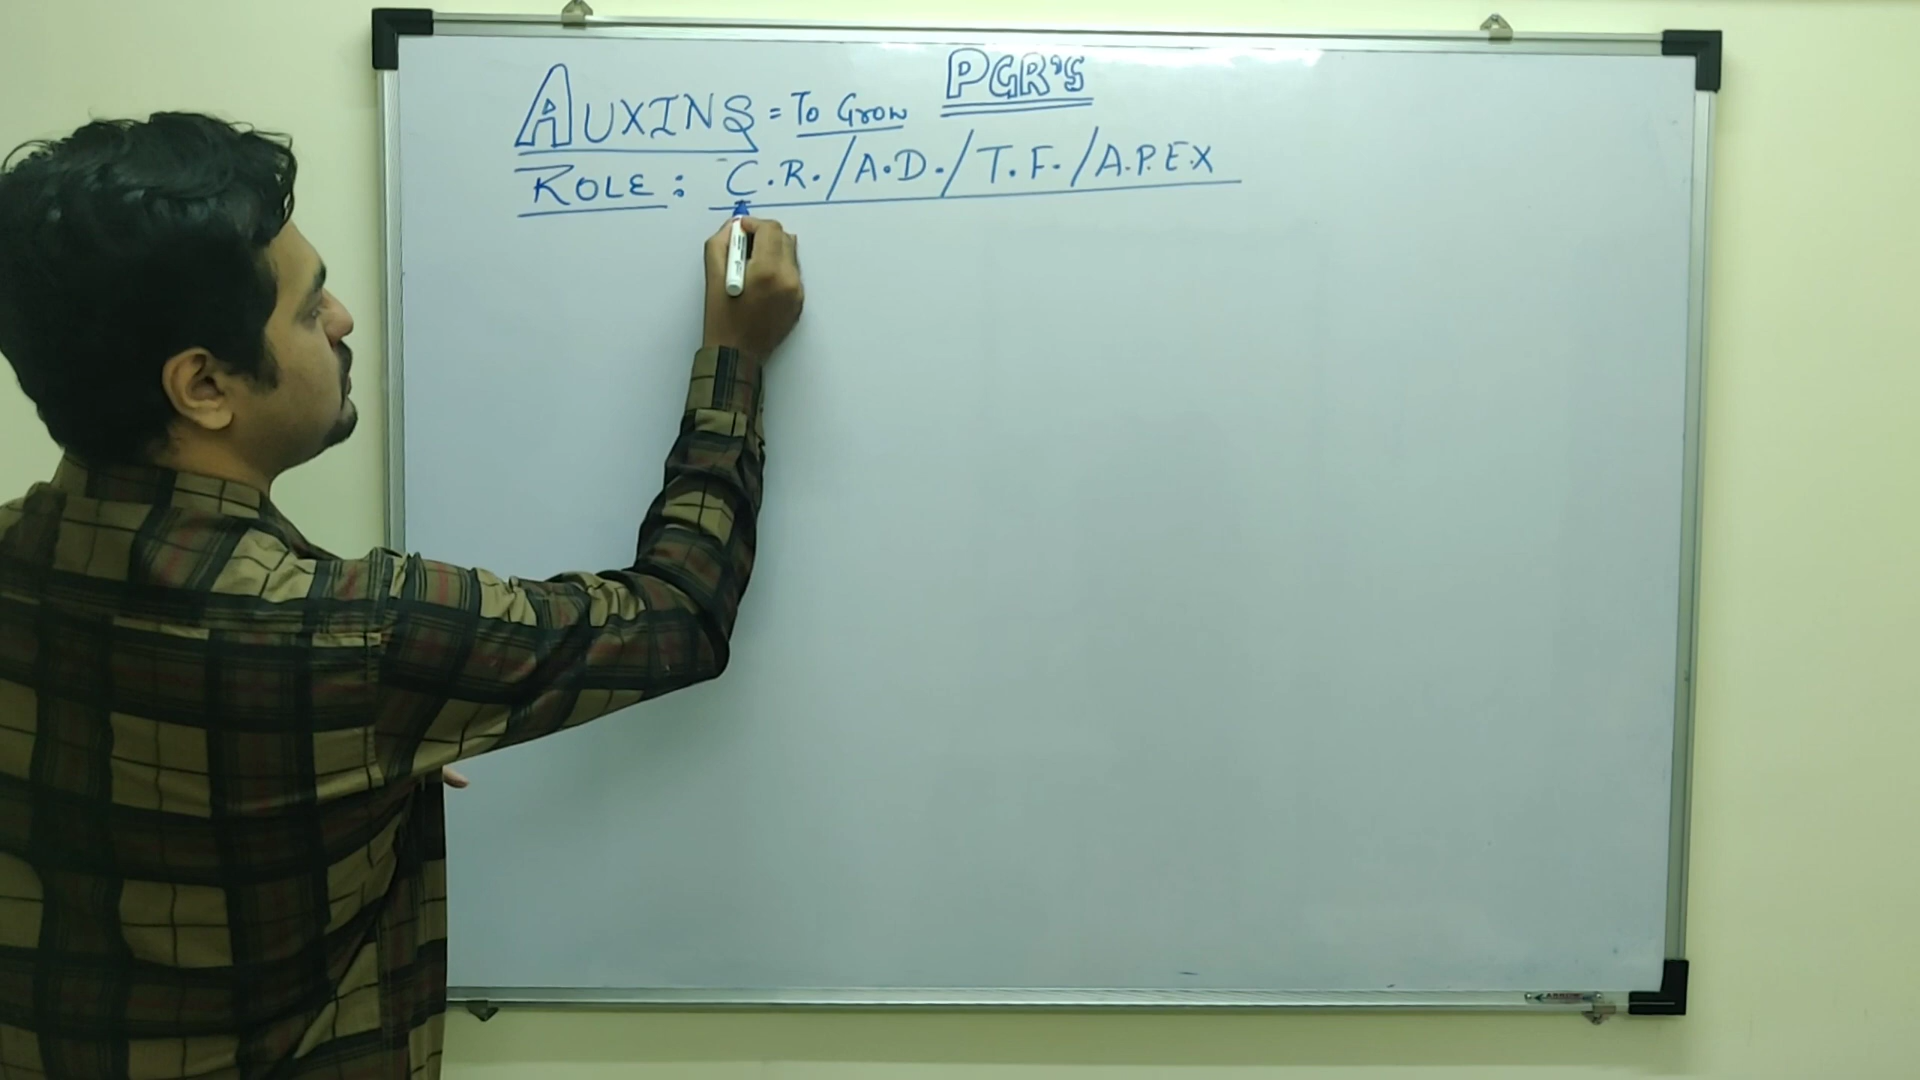 PGR'S
AUXINS = To Grow
ROLE: C.R./A.D./T.F./A.P.E.X